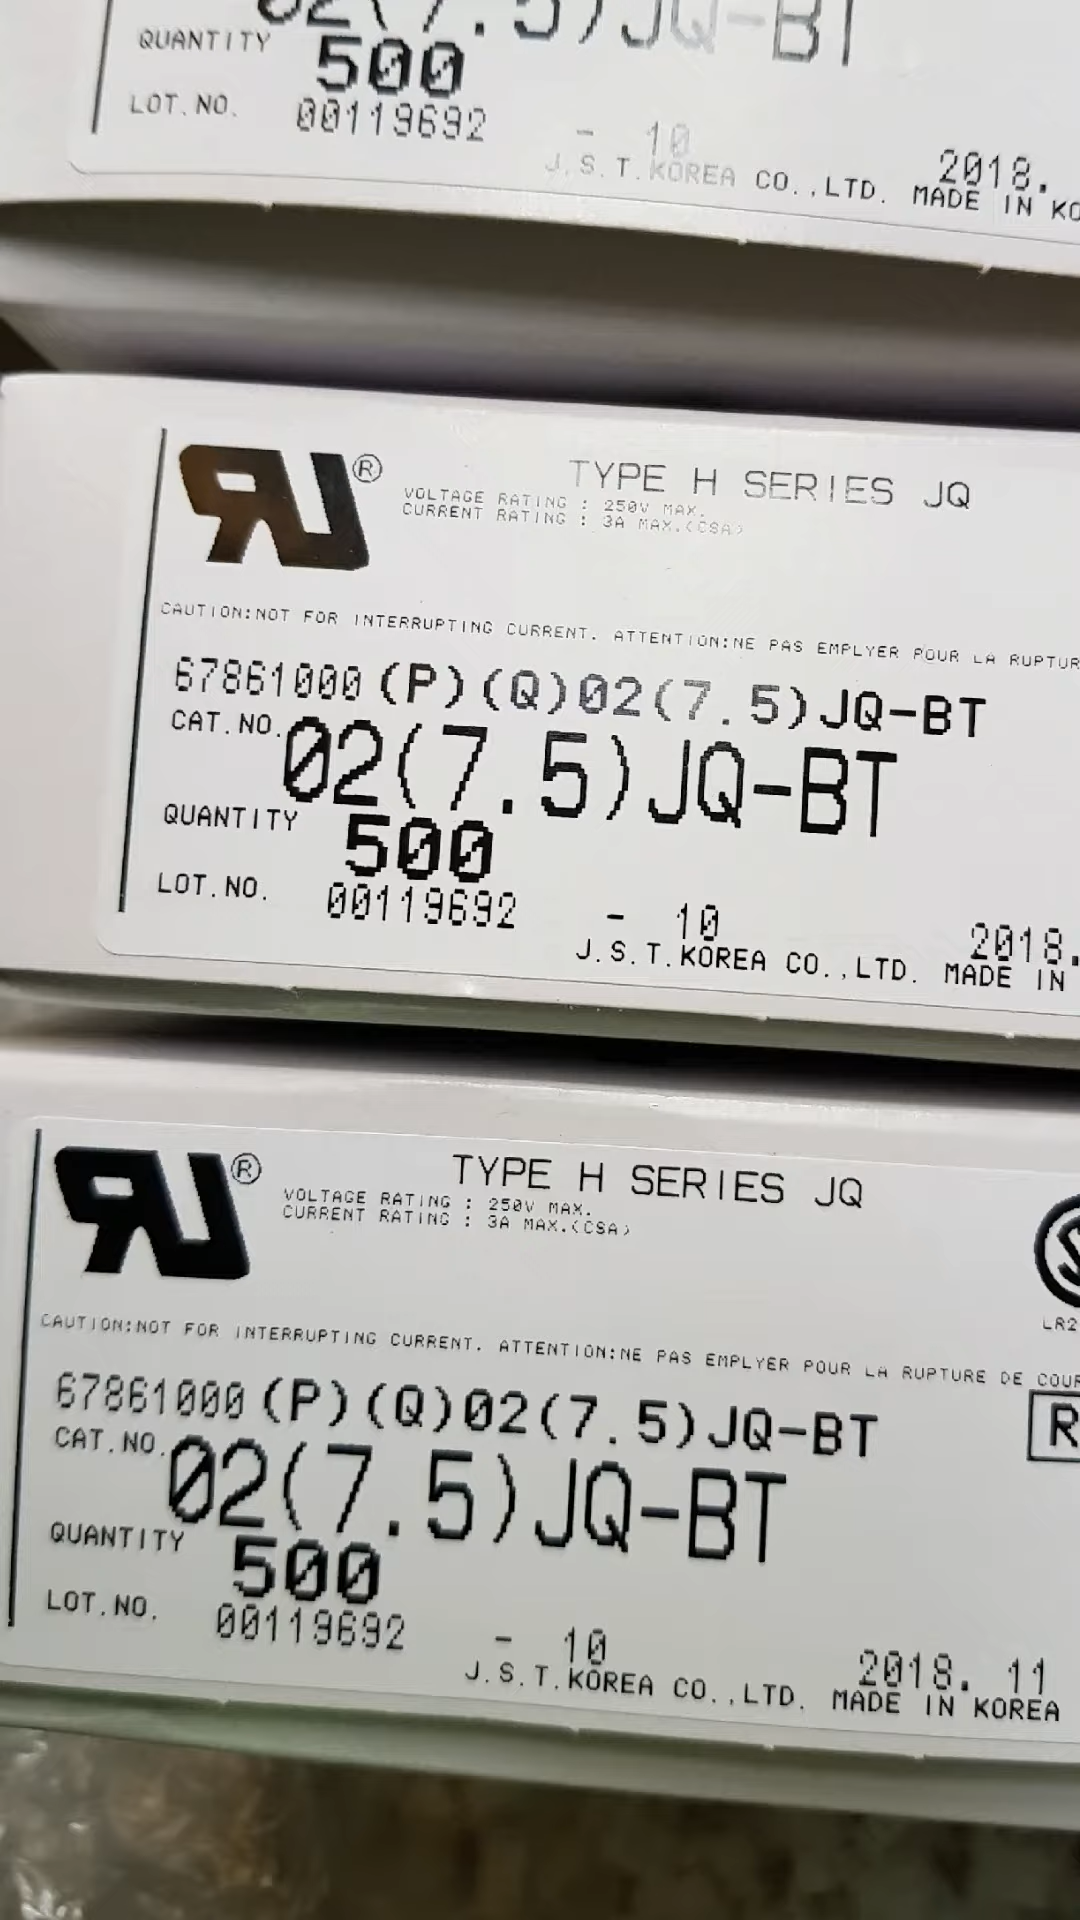 02(7.5)JQ-BT
QUANTITY 500
LOT.NO. 00119692 - 10 2018.
J.S.T.KOREA CO.,LTD. MADE IN KO
RU® TYPE H SERIES JQ
VOLTAGE RATING : 250V MAX.
CURRENT RATING : 3A MAX.(CSA)
CAUTION:NOT FOR INTERRUPTING CURRENT. ATTENTION:NE PAS EMPLYER POUR LA RUPTUR
67861000(P)(Q)02(7.5)JQ-BT
CAT.NO. 02(7.5)JQ-BT
QUANTITY 500
LOT.NO. 00119692 - 10 2018.
J.S.T.KOREA CO.,LTD. MADE IN
RU® TYPE H SERIES JQ
VOLTAGE RATING : 250V MAX.
CURRENT RATING : 3A MAX.(CSA)
LR2
CAUTION:NOT FOR INTERRUPTING CURRENT. ATTENTION:NE PAS EMPLYER POUR LA RUPTURE DE COUR
67861000(P)(Q)02(7.5)JQ-BT R
CAT.NO. 02(7.5)JQ-BT
QUANTITY 500
LOT.NO. 00119692 - 10 2018. 11
J.S.T.KOREA CO.,LTD. MADE IN KOREA